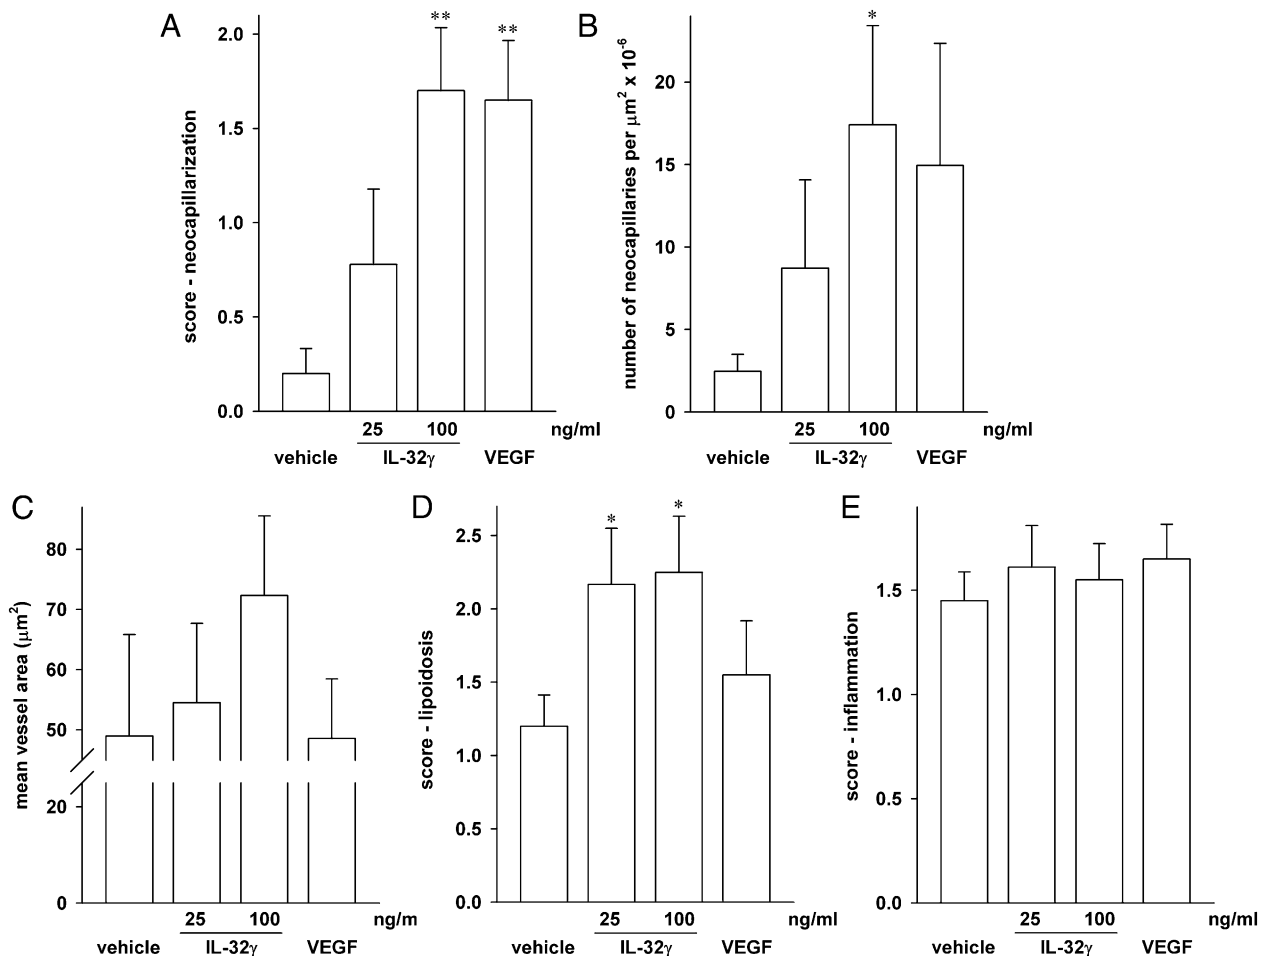 A
score - neocapillarization
2.0
1.5
1.0
0.5
0.0
** **
25 100 ng/ml
vehicle IL-32γ VEGF
B
number of neocapillaries per μm2 x 10-6
20
15
10
5
0
*
25 100 ng/ml
vehicle IL-32γ VEGF
C
mean vessel area (μm2)
80
70
60
50
20
0
25 100 ng/m
vehicle IL-32γ VEGF
D
score - lipoidosis
2.5
2.0
1.5
1.0
0.5
0.0
* *
25 100 ng/ml
vehicle IL-32γ VEGF
E
score - inflammation
1.5
1.0
0.5
0.0
25 100 ng/ml
vehicle IL-32γ VEGF